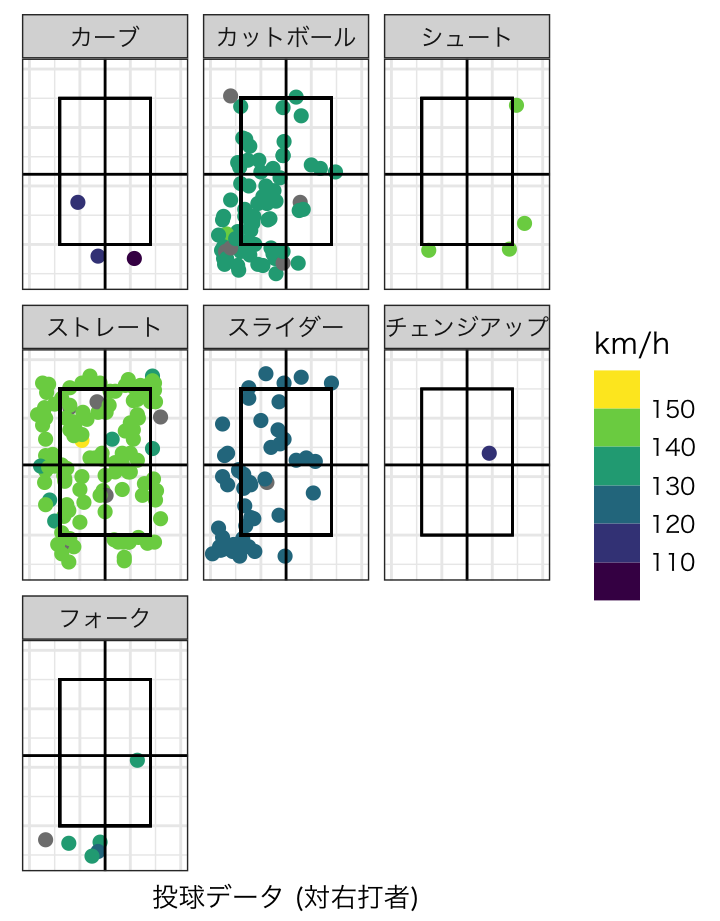 カーブ
カットボール
シュート
ストレート
スライダー
チェンジアップ
フォーク
km/h
150
140
130
120
110
投球データ (対右打者)